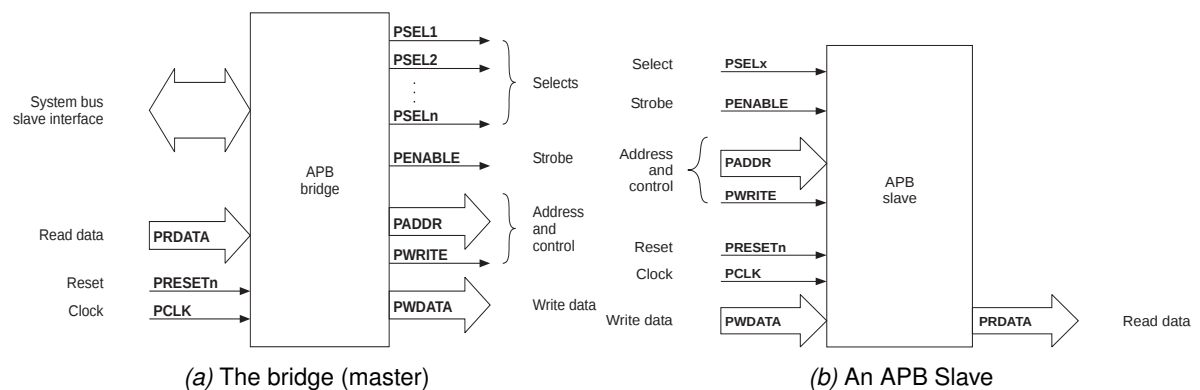 System bus
slave interface
Read data
PRDATA
Reset
PRESETn
Clock
PCLK
APB
bridge
PSEL1
PSEL2
PSELn
Selects
PENABLE
Strobe
PADDR
PWRITE
Address
and
control
PWDATA
Write data
(a) The bridge (master)
Select
PSELx
Strobe
PENABLE
Address
and
control
PADDR
PWRITE
Reset
PRESETn
Clock
PCLK
Write data
PWDATA
APB
slave
PRDATA
Read data
(b) An APB Slave